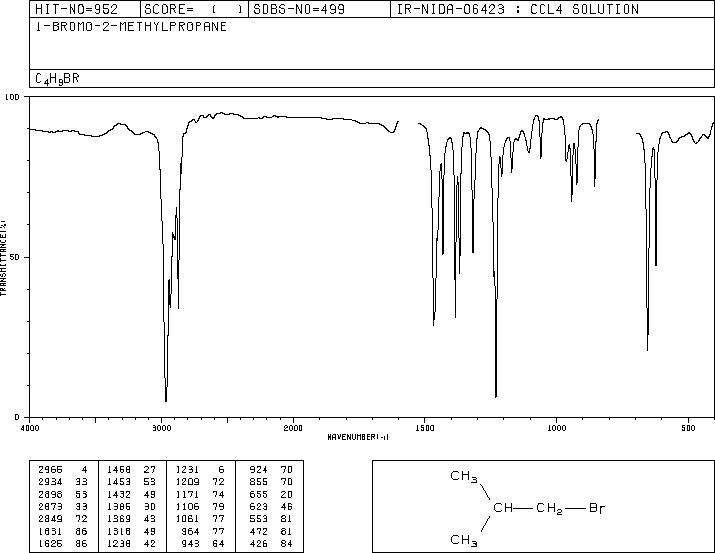 HIT-NO=952 SCORE= ( ) SDBS-NO=499 IR-NIDA-06423 : CCL4 SOLUTION
1-BROMO-2-METHYLPROPANE
C4H9BR
100
50
0
TRANSMITTANCE(%)
4000 3000 2000 1500 1000 500
WAVENUMBER(-1)
2966 4 1468 27 1231 6 924 70
2934 33 1453 53 1209 72 855 70
2898 53 1432 49 1171 74 655 20
2873 33 1386 30 1106 79 623 46
2849 72 1369 43 1061 77 553 81
1631 86 1318 49 964 77 472 81
1626 86 1238 42 943 64 426 84
CH3
CH CH2 Br
CH3